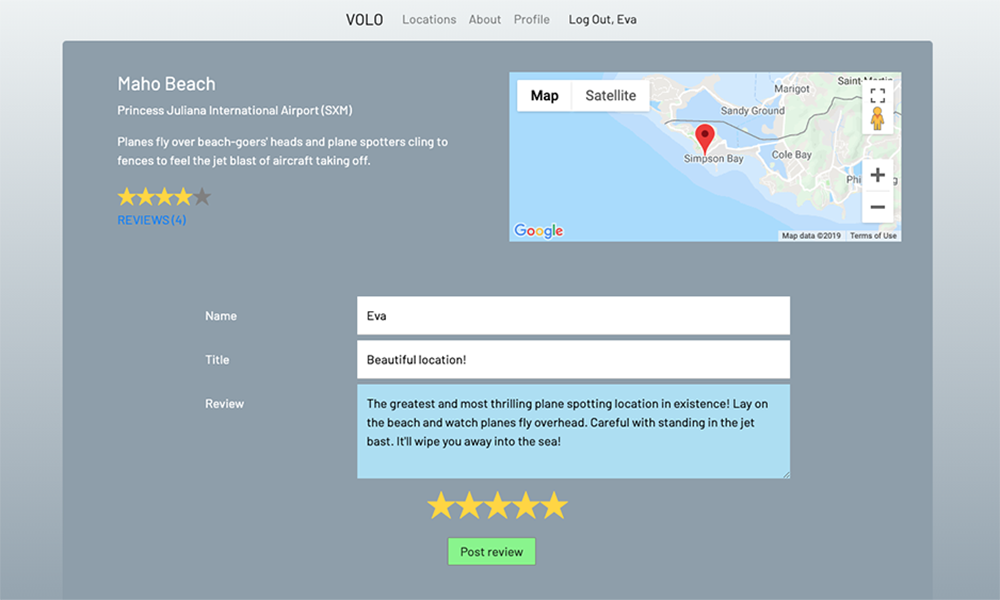 VOLO Locations About Profile Log Out, Eva
Maho Beach
Princess Juliana International Airport (SXM)
Planes fly over beach-goers' heads and plane spotters cling to
fences to feel the jet blast of aircraft taking off.
REVIEWS (4)
Map Satellite
Marigot
Sandy Ground
Simpson Bay
Cole Bay
Google
Map data ©2019 Terms of Use
Name
Eva
Title
Beautiful location!
Review
The greatest and most thrilling plane spotting location in existence! Lay on
the beach and watch planes fly overhead. Careful with standing in the jet
bast. It'll wipe you away into the sea!
Post review